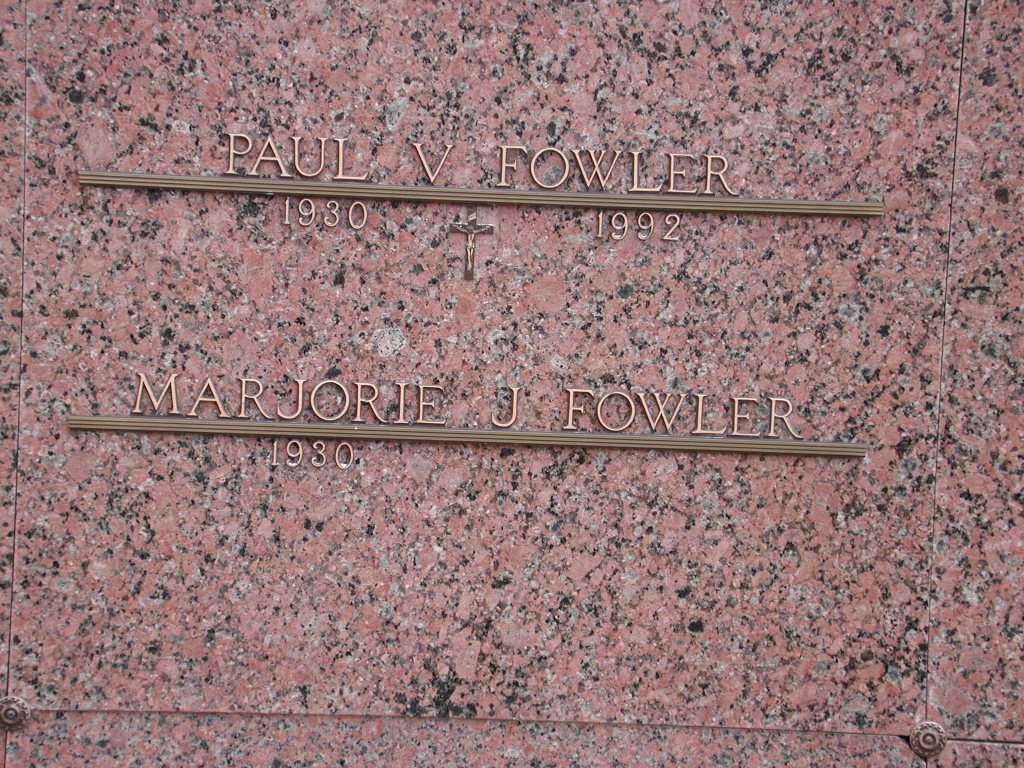 PAUL V FOWLER
1930 1992
MARJORIE J FOWLER
1930